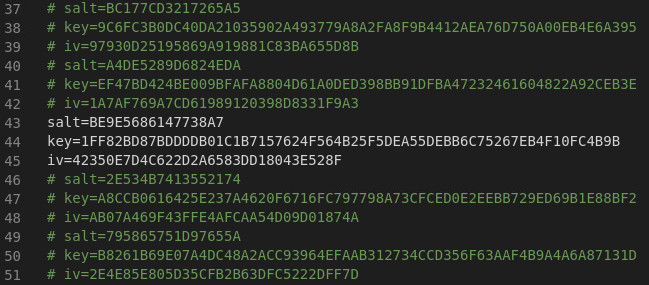 37 # salt=BC177CD3217265A5
38 # key=9C6FC3B0DC40DA21035902A493779A8A2FA8F9B4412AEA76D750A00EB4E6A395
39 # iv=97930D25195869A919881C83BA655D8B
40 # salt=A4DE5289D6824EDA
41 # key=EF47BD424BE009BFAFA8804D61A0DED398BB91DFBA47232461604822A92CEB3E
42 # iv=1A7AF769A7CD61989120398D8331F9A3
43 salt=BE9E5686147738A7
44 key=1FF82BD87BDDDDB01C1B7157624F564B25F5DEA55DEBB6C75267EB4F10FC4B9B
45 iv=42350E7D4C622D2A6583DD18043E528F
46 # salt=2E534B7413552174
47 # key=A8CCB0616425E237A4620F6716FC797798A73CFCED0E2EEBB729ED69B1E88BF2
48 # iv=AB07A469F43FFE4AFCAA54D09D01874A
49 # salt=795865751D97655A
50 # key=B8261B69E07A4DC48A2ACC93964EFAAB312734CCD356F63AAF4B9A4A6A87131D
51 # iv=2E4E85E805D35CFB2B63DFC5222DFF7D